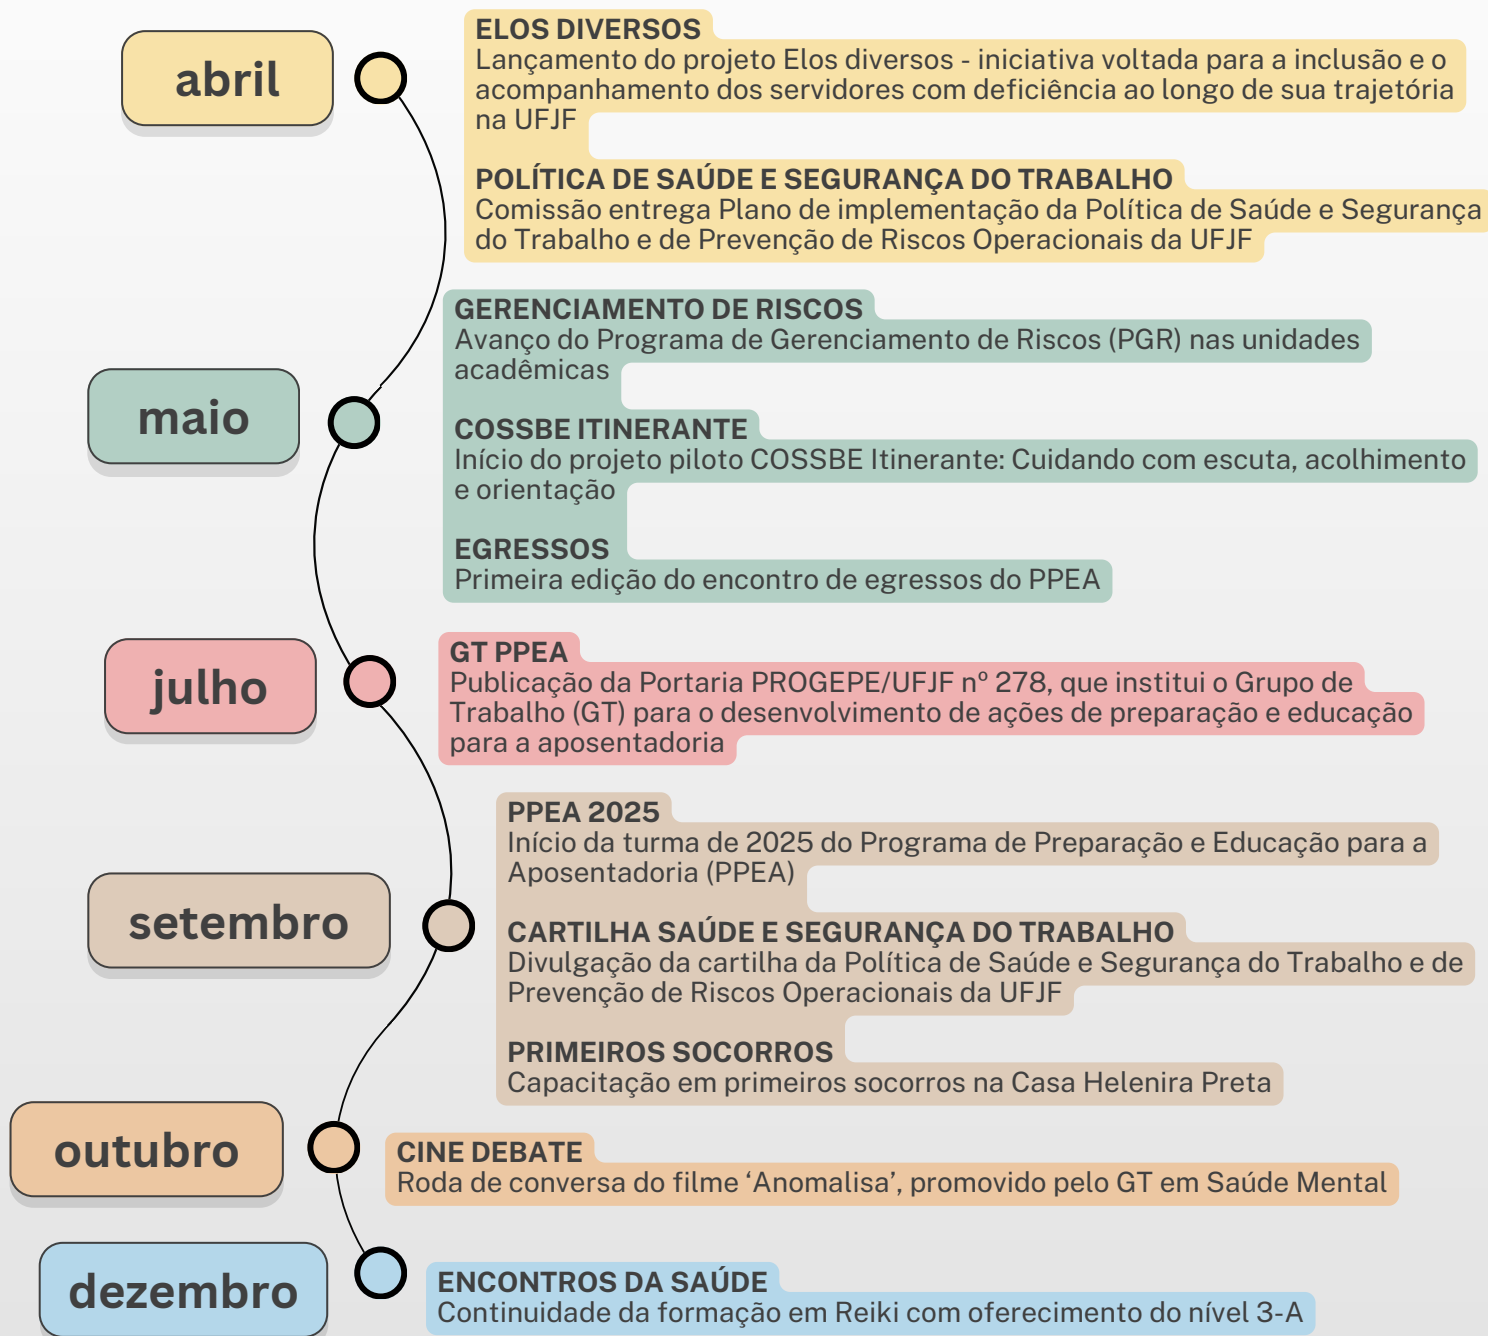 abril
ELOS DIVERSOS
Lançamento do projeto Elos diversos - iniciativa voltada para a inclusão e o
acompanhamento dos servidores com deficiência ao longo de sua trajetória
na UFJF
POLÍTICA DE SAÚDE E SEGURANÇA DO TRABALHO
Comissão entrega Plano de implementação da Política de Saúde e Segurança
do Trabalho e de Prevenção de Riscos Operacionais da UFJF
maio
GERENCIAMENTO DE RISCOS
Avanço do Programa de Gerenciamento de Riscos (PGR) nas unidades
acadêmicas
COSSBE ITINERANTE
Início do projeto piloto COSSBE Itinerante: Cuidando com escuta, acolhimento
e orientação
EGRESSOS
Primeira edição do encontro de egressos do PPEA
julho
GT PPEA
Publicação da Portaria PROGEPE/UFJF nº 278, que institui o Grupo de
Trabalho (GT) para o desenvolvimento de ações de preparação e educação
para a aposentadoria
setembro
PPEA 2025
Início da turma de 2025 do Programa de Preparação e Educação para a
Aposentadoria (PPEA)
CARTILHA SAÚDE E SEGURANÇA DO TRABALHO
Divulgação da cartilha da Política de Saúde e Segurança do Trabalho e de
Prevenção de Riscos Operacionais da UFJF
PRIMEIROS SOCORROS
Capacitação em primeiros socorros na Casa Helenira Preta
outubro
CINE DEBATE
Roda de conversa do filme ‘Anomalisa’, promovido pelo GT em Saúde Mental
dezembro
ENCONTROS DA SAÚDE
Continuidade da formação em Reiki com oferecimento do nível 3-A